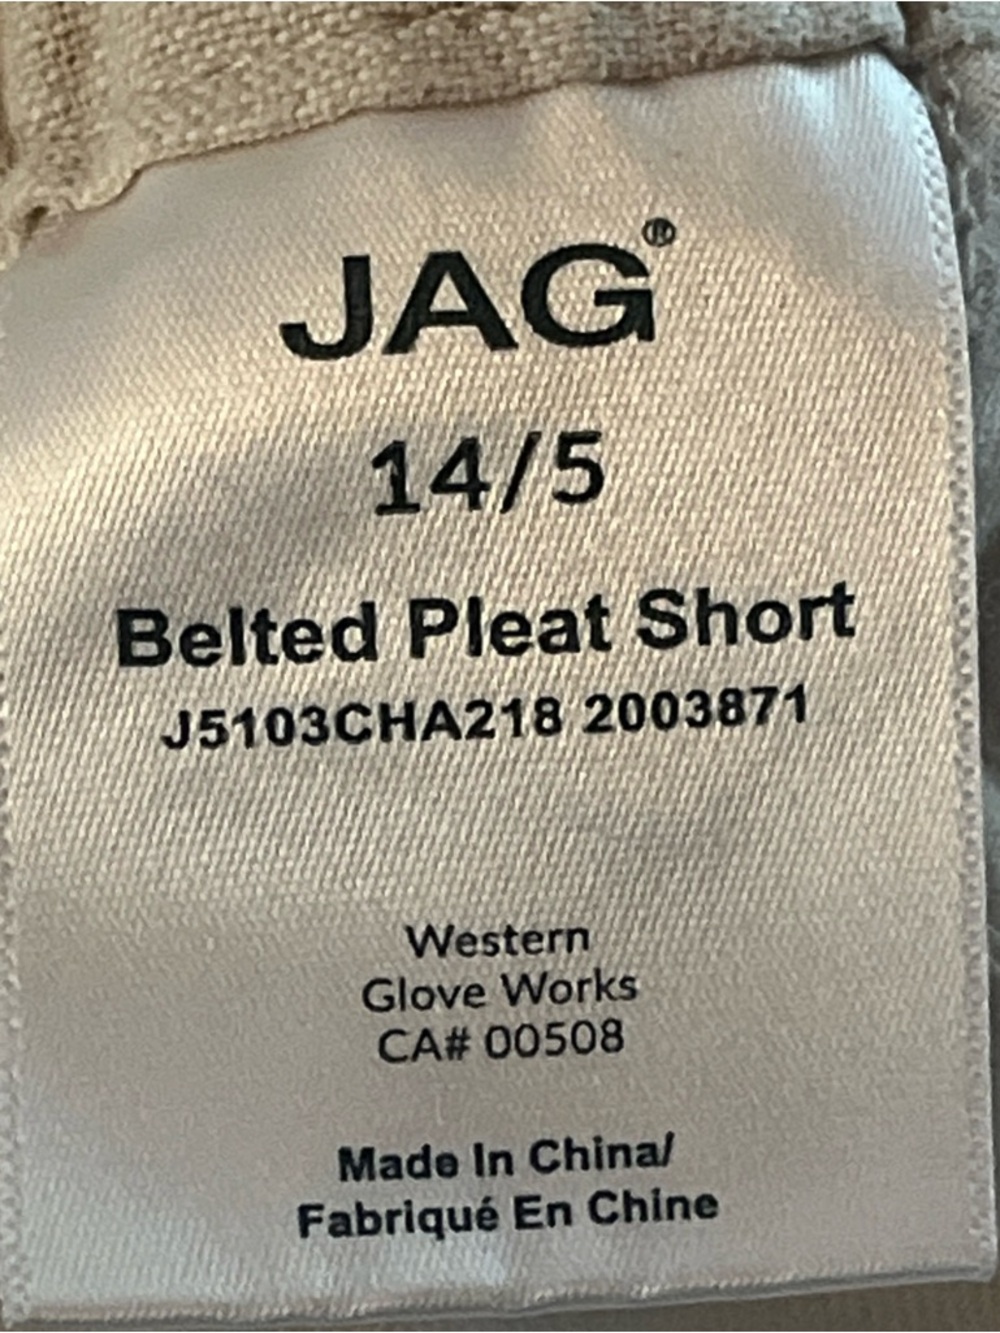 JAG®
14/5
Belted Pleat Short
J5103CHA218 2003871
Western
Glove Works
CA# 00508
Made In China/
Fabriqué En Chine